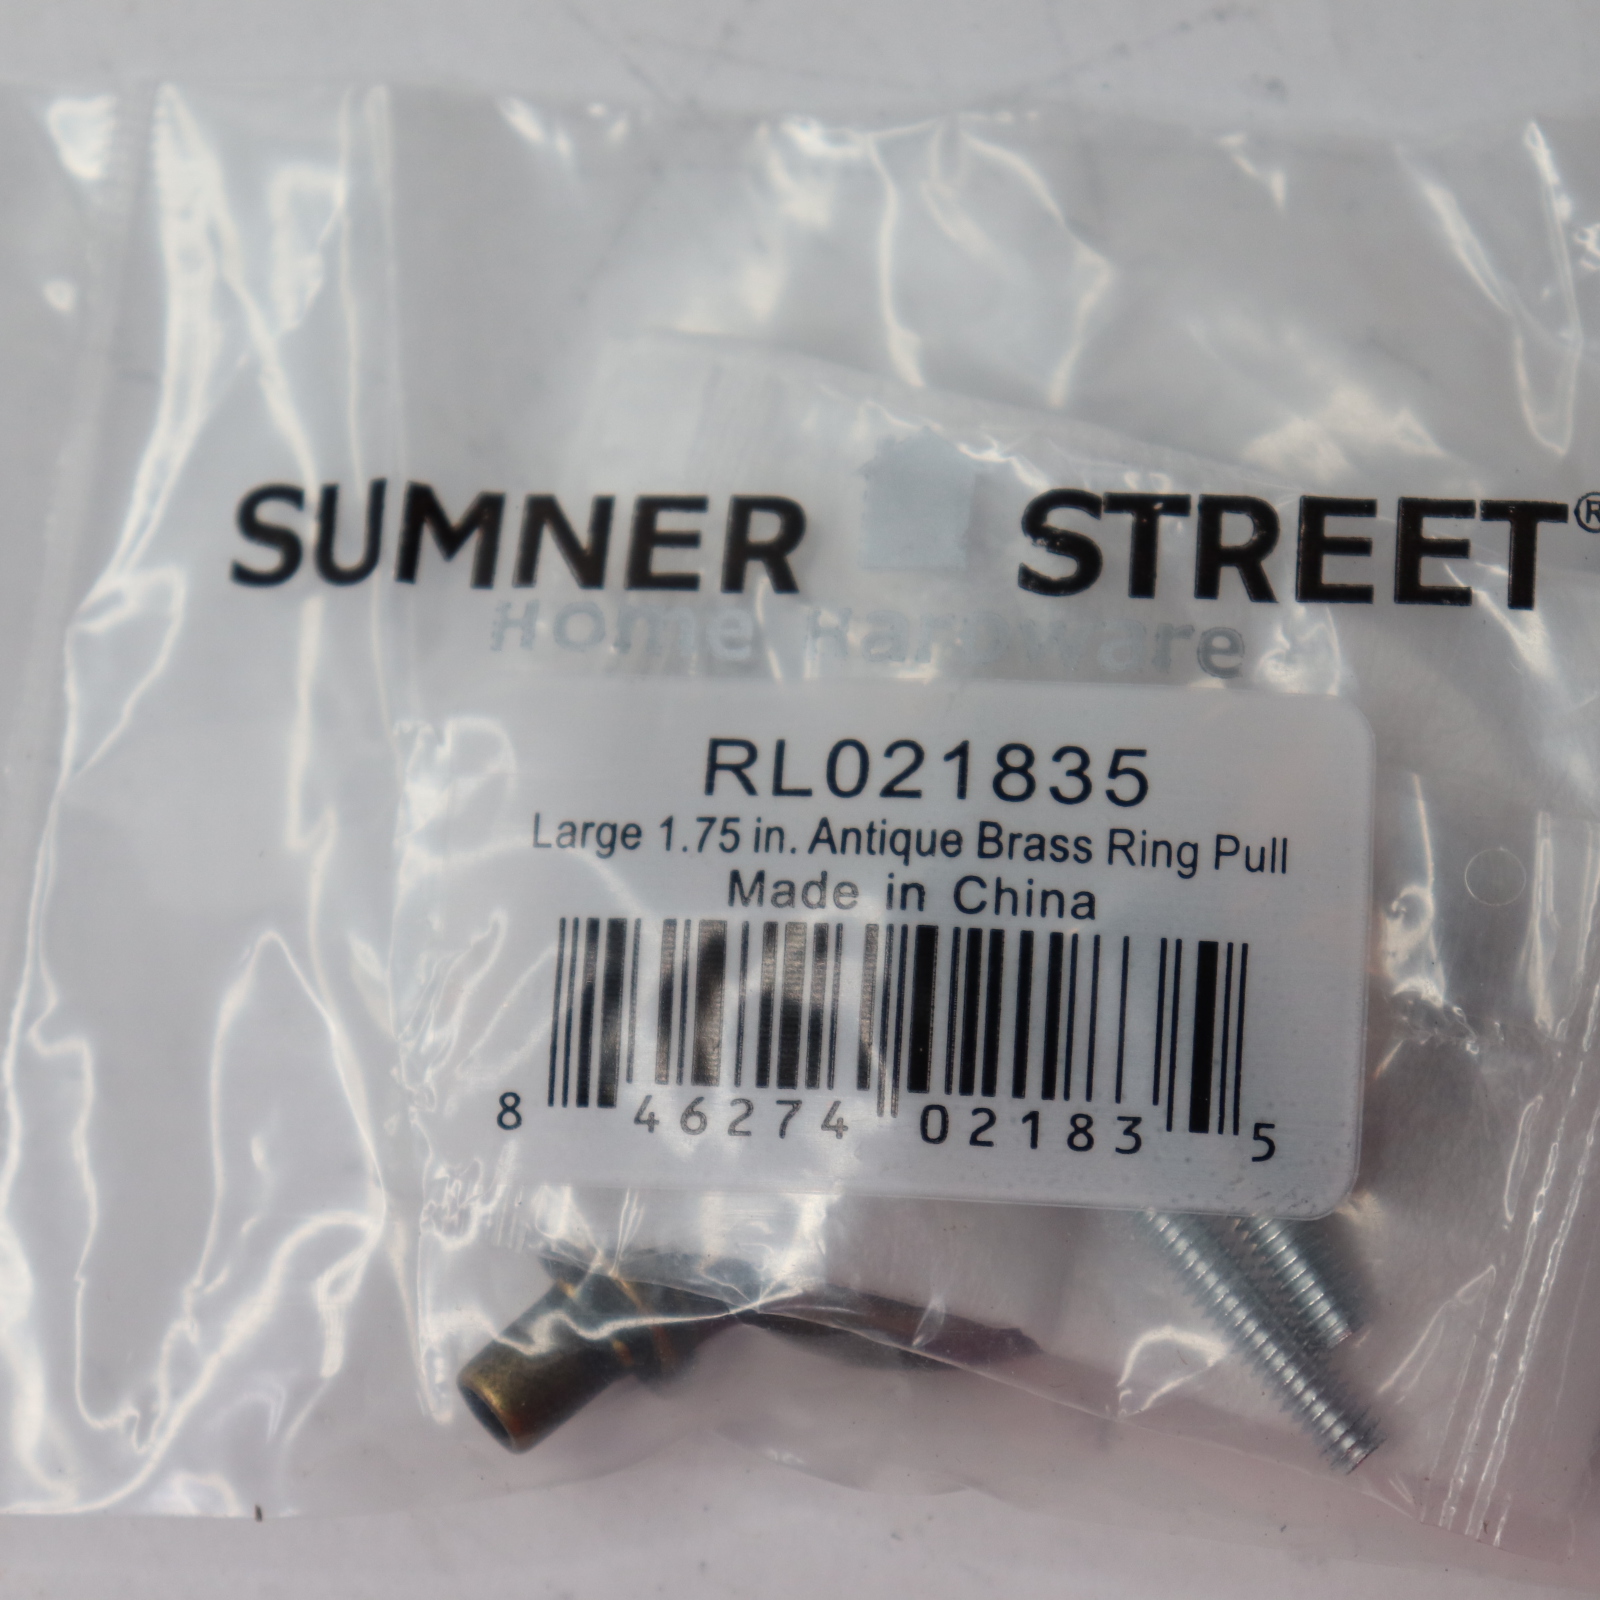 SUMNER STREET®
Home Hardware
RL021835
Large 1.75 in. Antique Brass Ring Pull
Made in China
8 46274 02183 5